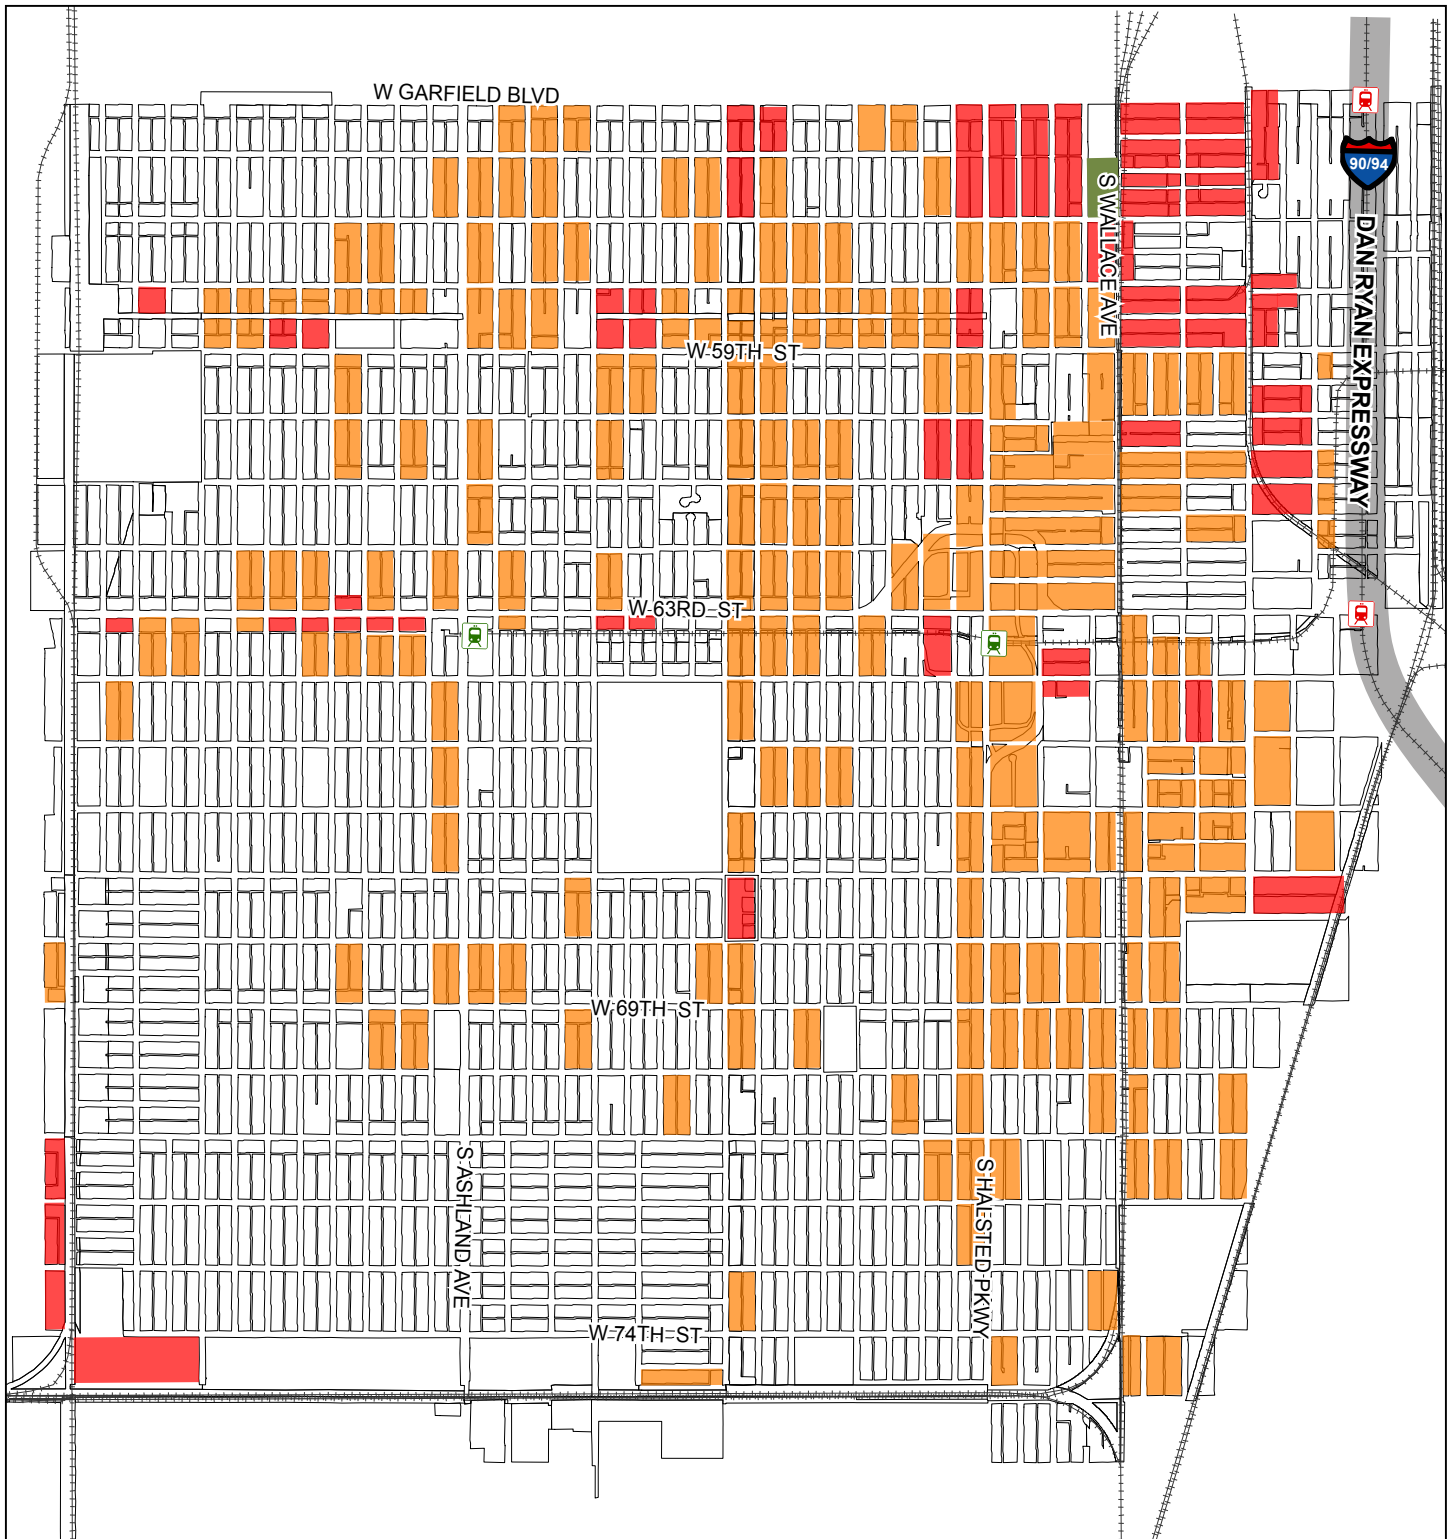 W GARFIELD BLVD
90/94
S WALLACE AVE
DAN RYAN EXPRESSWAY
W 59TH ST
W 63RD ST
W 69TH ST
S ASHLAND AVE
S HALSTED PKWY
W 74TH ST